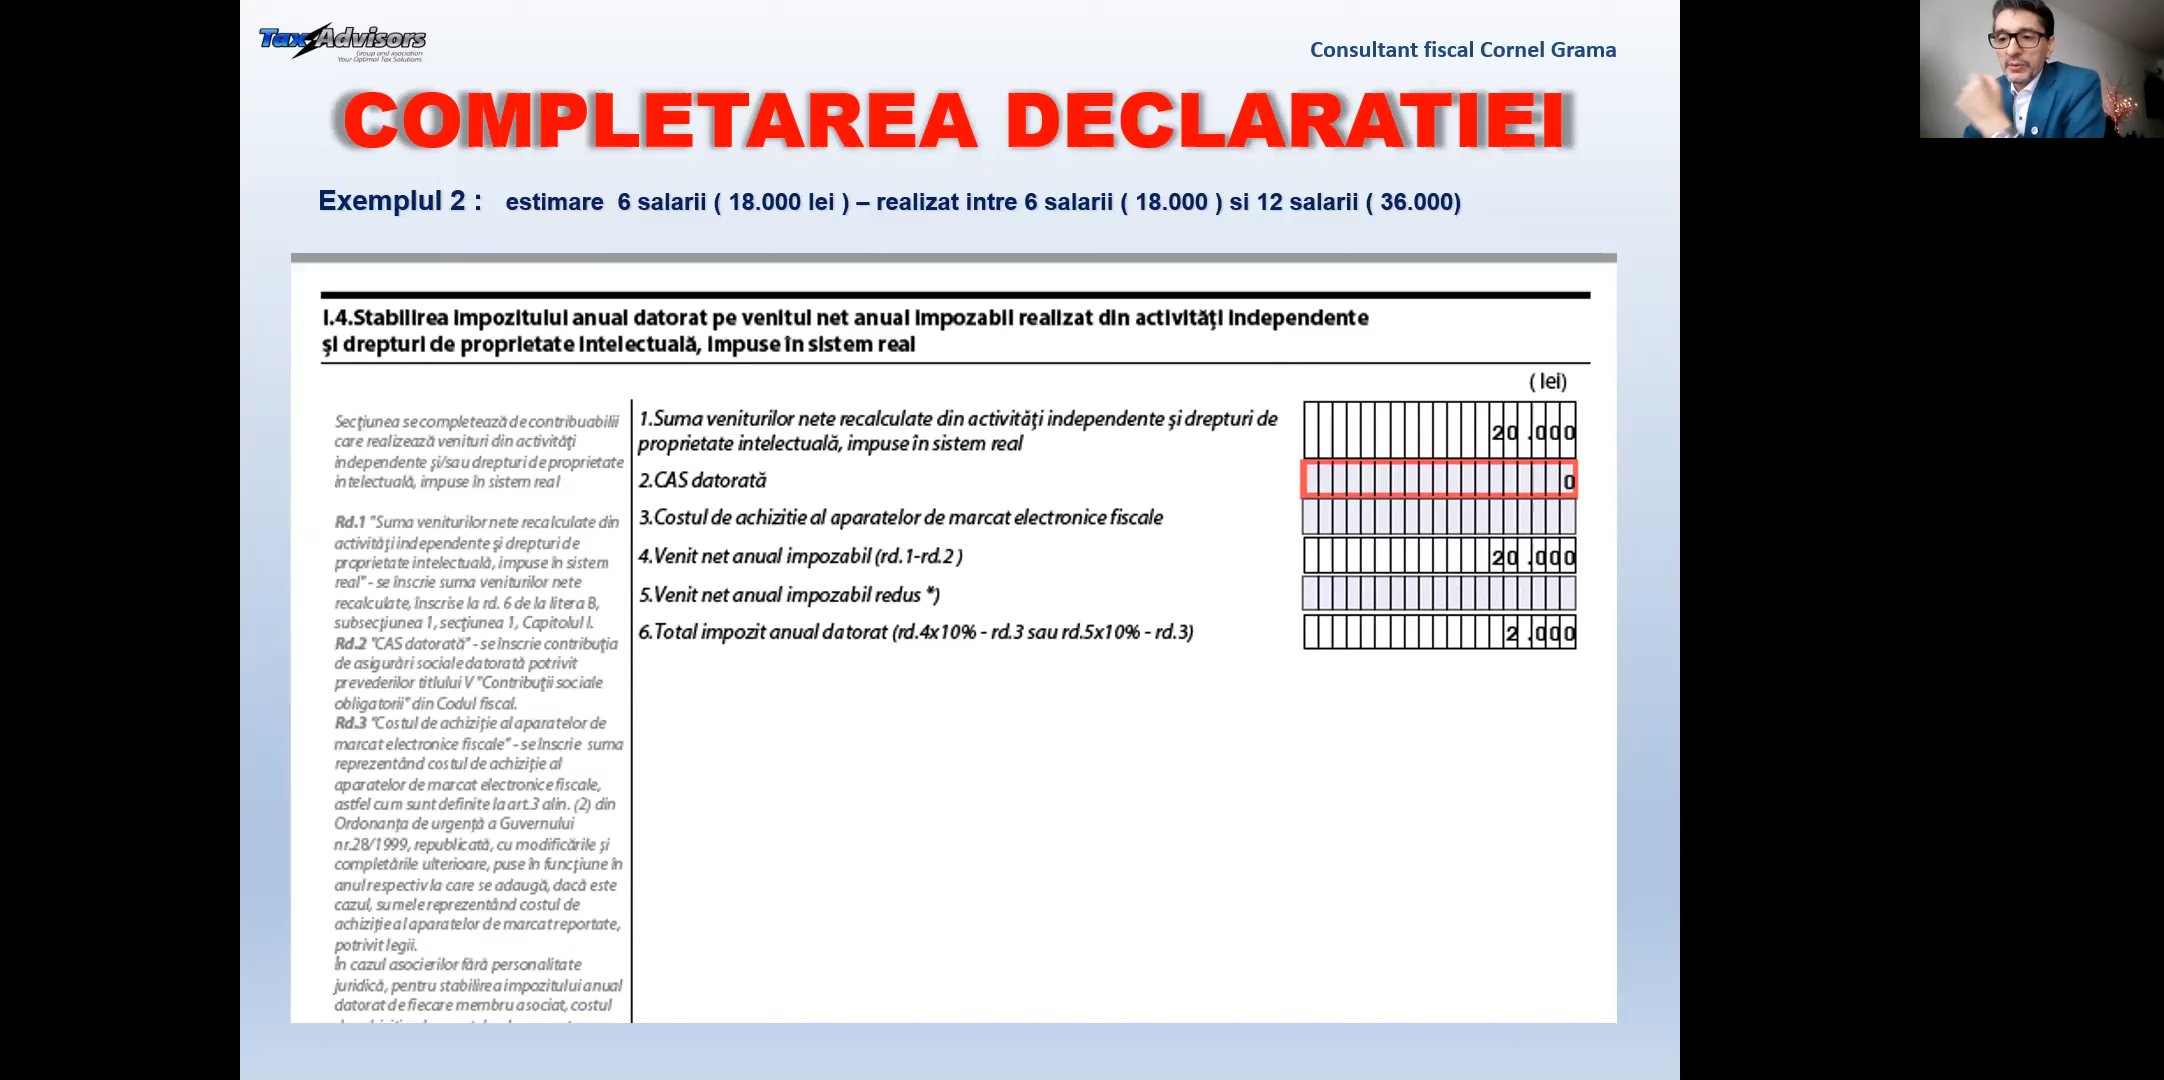 Tax Advisors
Group and Asociation
Your Optimal Tax Solutions
Consultant fiscal Cornel Grama
COMPLETAREA DECLARATIEI
Exemplul 2 : estimare 6 salarii ( 18.000 lei ) – realizat intre 6 salarii ( 18.000 ) si 12 salarii ( 36.000)
I.4.Stabilirea impozitului anual datorat pe venitul net anual impozabil realizat din activități independente
și drepturi de proprietate intelectuală, impuse în sistem real
( lei)
1.Suma veniturilor nete recalculate din activități independente și drepturi de
proprietate intelectuală, impuse în sistem real
20 .000
2.CAS datorată
0
3.Costul de achizitie al aparatelor de marcat electronice fiscale
4.Venit net anual impozabil (rd.1-rd.2 )
20 .000
5.Venit net anual impozabil redus *)
6.Total impozit anual datorat (rd.4x10% - rd.3 sau rd.5x10% - rd.3)
2 .000
Secțiunea se completează de contribuabilii
care realizează venituri din activități
independente și/sau drepturi de proprietate
intelectuală, impuse în sistem real
Rd.1 "Suma veniturilor nete recalculate din
activități independente și drepturi de
proprietate intelectuală, impuse în sistem
real" - se înscrie suma veniturilor nete
recalculate, înscrise la rd. 6 de la litera B,
subsecțiunea 1, secțiunea 1, Capitolul I.
Rd.2 "CAS datorată" - se înscrie contribuția
de asigurări sociale datorată potrivit
prevederilor titlului V "Contribuții sociale
obligatorii" din Codul fiscal.
Rd.3 "Costul de achiziție al aparatelor de
marcat electronice fiscale" - se înscrie suma
reprezentând costul de achiziție al
aparatelor de marcat electronice fiscale,
astfel cum sunt definite la art.3 alin. (2) din
Ordonanța de urgență a Guvernului
nr.28/1999, republicată, cu modificările și
completările ulterioare, puse în funcțiune în
anul respectiv la care se adaugă, dacă este
cazul, sumele reprezentând costul de
achiziție al aparatelor de marcat reportate,
potrivit legii.
În cazul asocierilor fără personalitate
juridică, pentru stabilirea impozitului anual
datorat de fiecare membru asociat, costul